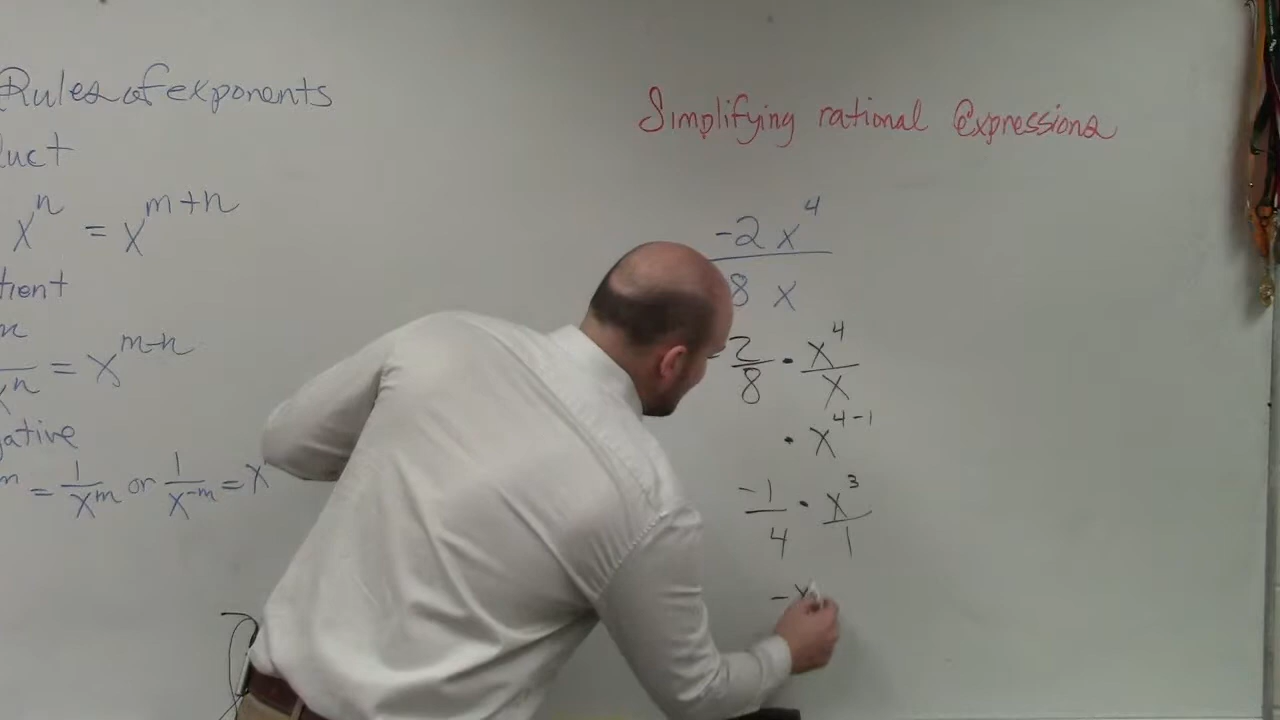 Rules of exponents
uct
x^n = x^{m+n}
tient
x^n = x^{m-n}
ative
= 1/x^m or 1/x^{-m} = x
Simplifying rational Expressions
-2x^4
8 x
2/8 · x^4/x
· x^{4-1}
-1/4 · x^3/1
-x